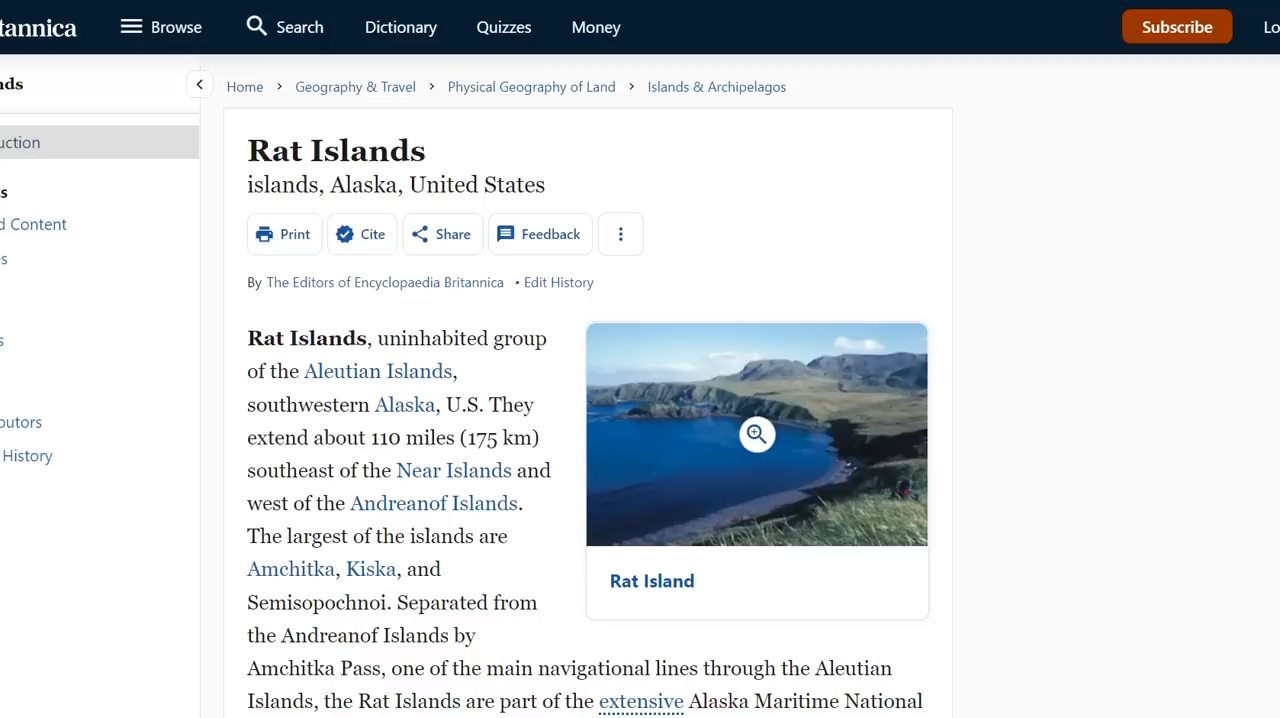 tannica Browse Search Dictionary Quizzes Money Subscribe Lo
nds
Home > Geography & Travel > Physical Geography of Land > Islands & Archipelagos
uction
s
d Content
s
s
butors
History
Rat Islands
islands, Alaska, United States
Print Cite Share Feedback
By The Editors of Encyclopaedia Britannica • Edit History
Rat Islands, uninhabited group
of the Aleutian Islands,
southwestern Alaska, U.S. They
extend about 110 miles (175 km)
southeast of the Near Islands and
west of the Andreanof Islands.
The largest of the islands are
Amchitka, Kiska, and
Semisopochnoi. Separated from
the Andreanof Islands by
Amchitka Pass, one of the main navigational lines through the Aleutian
Islands, the Rat Islands are part of the extensive Alaska Maritime National
Rat Island